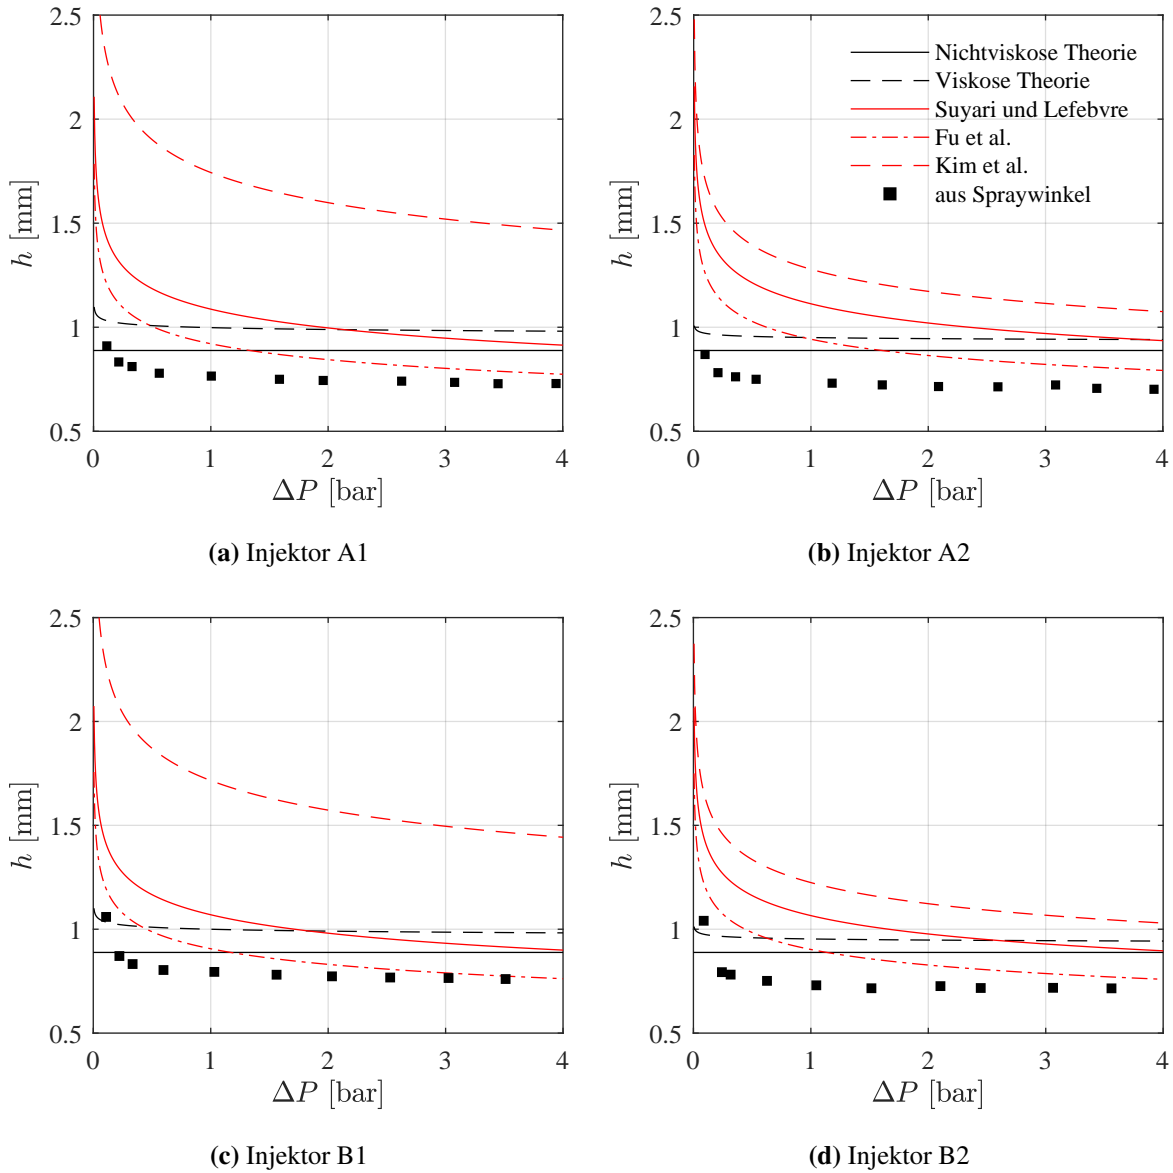 2.5
2
1.5
1
0.5
h [mm]
0 1 2 3 4
ΔP [bar]
(a) Injektor A1
2.5
2
1.5
1
0.5
h [mm]
Nichtviskose Theorie
Viskose Theorie
Suyari und Lefebvre
Fu et al.
Kim et al.
aus Spraywinkel
0 1 2 3 4
ΔP [bar]
(b) Injektor A2
2.5
2
1.5
1
0.5
h [mm]
0 1 2 3 4
ΔP [bar]
(c) Injektor B1
2.5
2
1.5
1
0.5
h [mm]
0 1 2 3 4
ΔP [bar]
(d) Injektor B2